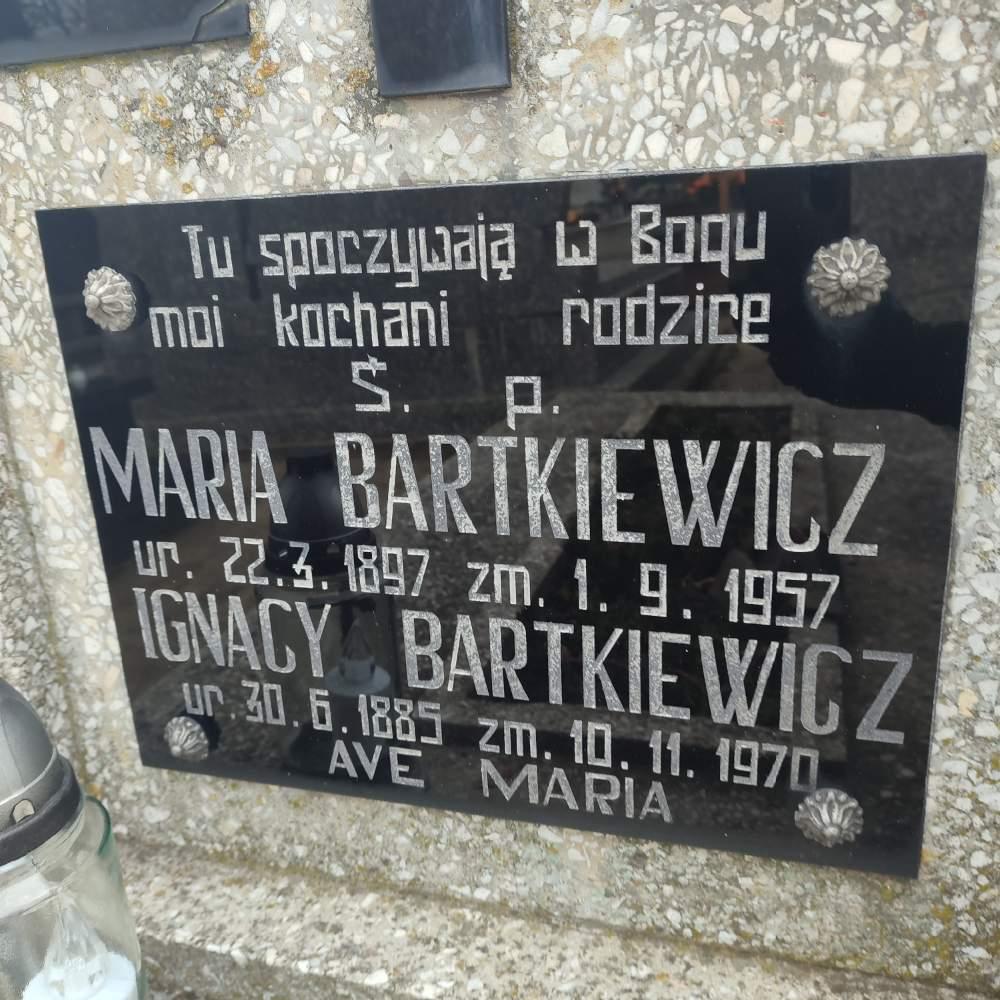 Tu spoczywają w Bogu
moi kochani rodzice
Ś. p.
MARIA BARTKIEWICZ
ur. 22.3.1897 zm. 1. 9. 1957
IGNACY BARTKIEWICZ
ur. 30.6.1885 zm. 10.11.1970
AVE MARIA